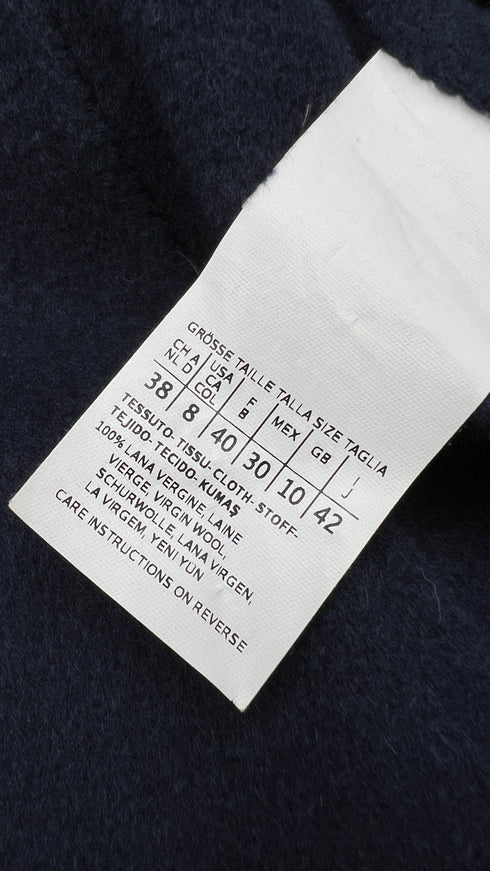 GRÖSSE TAILLE TALLA SIZE TAGLIA
CH A NL D USA CA COL F B MEX GB I J
38 8 40 30 10 42
TESSUTO-TISSU-CLOTH-STOFF-
TEJIDO-TECIDO-KUMAŞ
100% LANA VERGINE, LAINE
VIERGE, VIRGIN WOOL,
SCHURWOLLE, LANA VIRGEN,
LA VIRGEM, YENI YÜN
CARE INSTRUCTIONS ON REVERSE